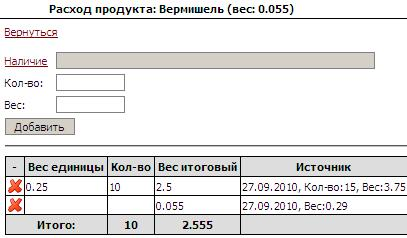 Расход продукта: Вермишель (вес: 0.055)
Вернуться
Наличие
Кол-во:
Вес:
Добавить
- Вес единицы Кол-во Вес итоговый Источник
0.25 10 2.5 27.09.2010, Кол-во:15, Вес:3.75
0.055 27.09.2010, Вес:0.29
Итого: 10 2.555